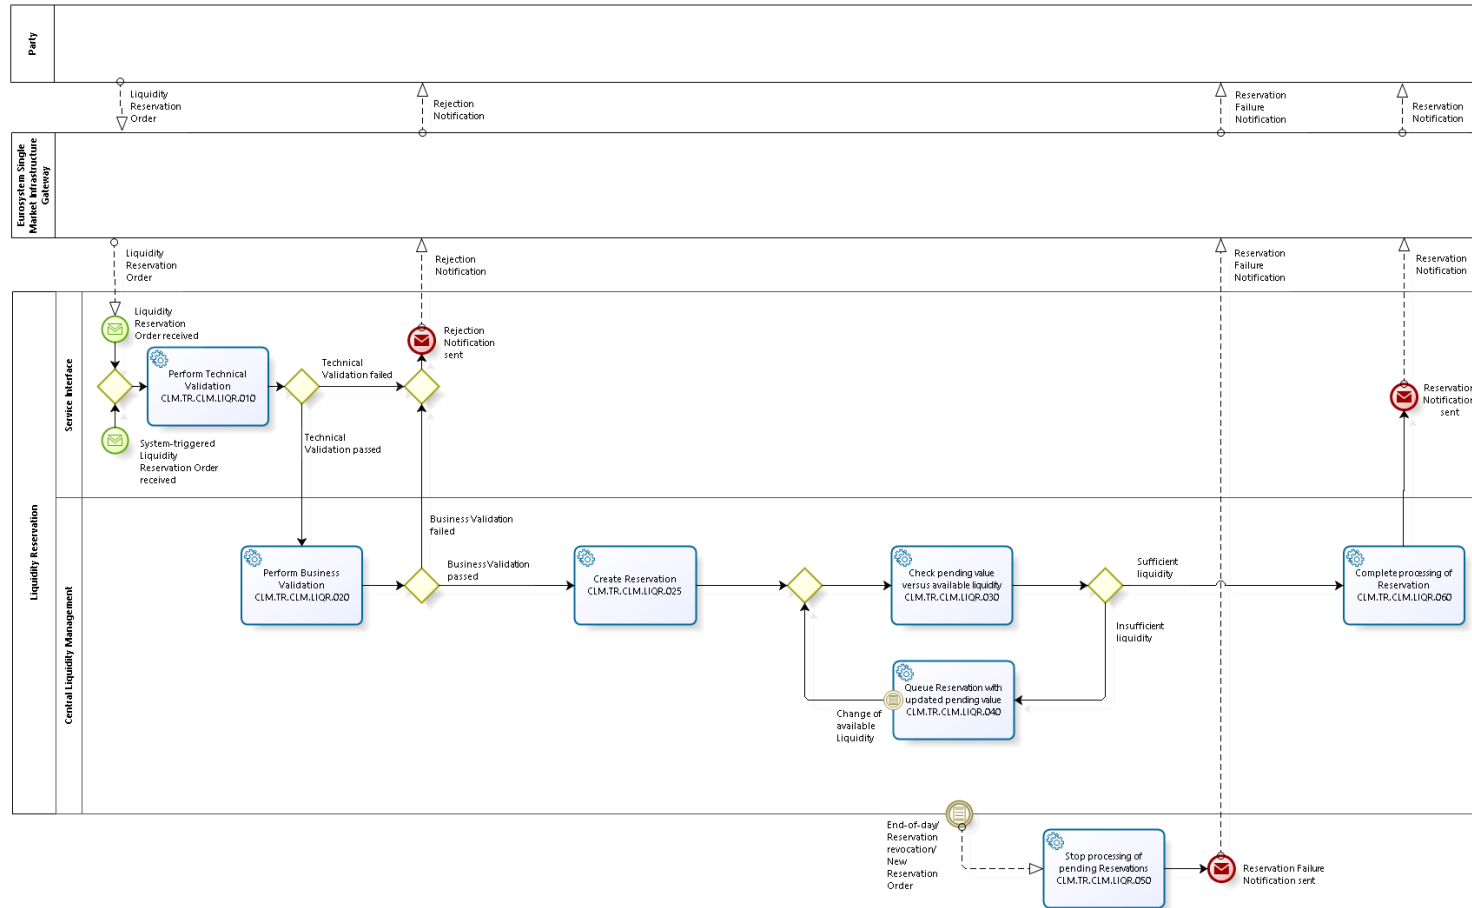 Party
Liquidity
Reservation
Order
Rejection
Notification
Reservation
Failure
Notification
Reservation
Notification
Eurosystem Single
Market Infrastructure
Gateway
Liquidity
Reservation
Order
Rejection
Notification
Reservation
Failure
Notification
Reservation
Notification
Liquidity Reservation
Service Interface
Liquidity
Reservation
Order received
Perform Technical
Validation
CLM.TR.CLM.LIQR.010
System-triggered
Liquidity
Reservation Order
received
Technical
Validation failed
Technical
Validation passed
Rejection
Notification
sent
Reservation
Notification
sent
Central Liquidity Management
Perform Business
Validation
CLM.TR.CLM.LIQR.020
Business Validation
failed
Business Validation
passed
Create Reservation
CLM.TR.CLM.LIQR.025
Check pending value
versus available liquidity
CLM.TR.CLM.LIQR.030
Sufficient
liquidity
Insufficient
liquidity
Complete processing of
Reservation
CLM.TR.CLM.LIQR.060
Queue Reservation with
updated pending value
CLM.TR.CLM.LIQR.040
Change of
available
Liquidity
End-of-day/
Reservation
revocation/
New
Reservation
Order
Stop processing of
pending Reservations
CLM.TR.CLM.LIQR.050
Reservation Failure
Notification sent